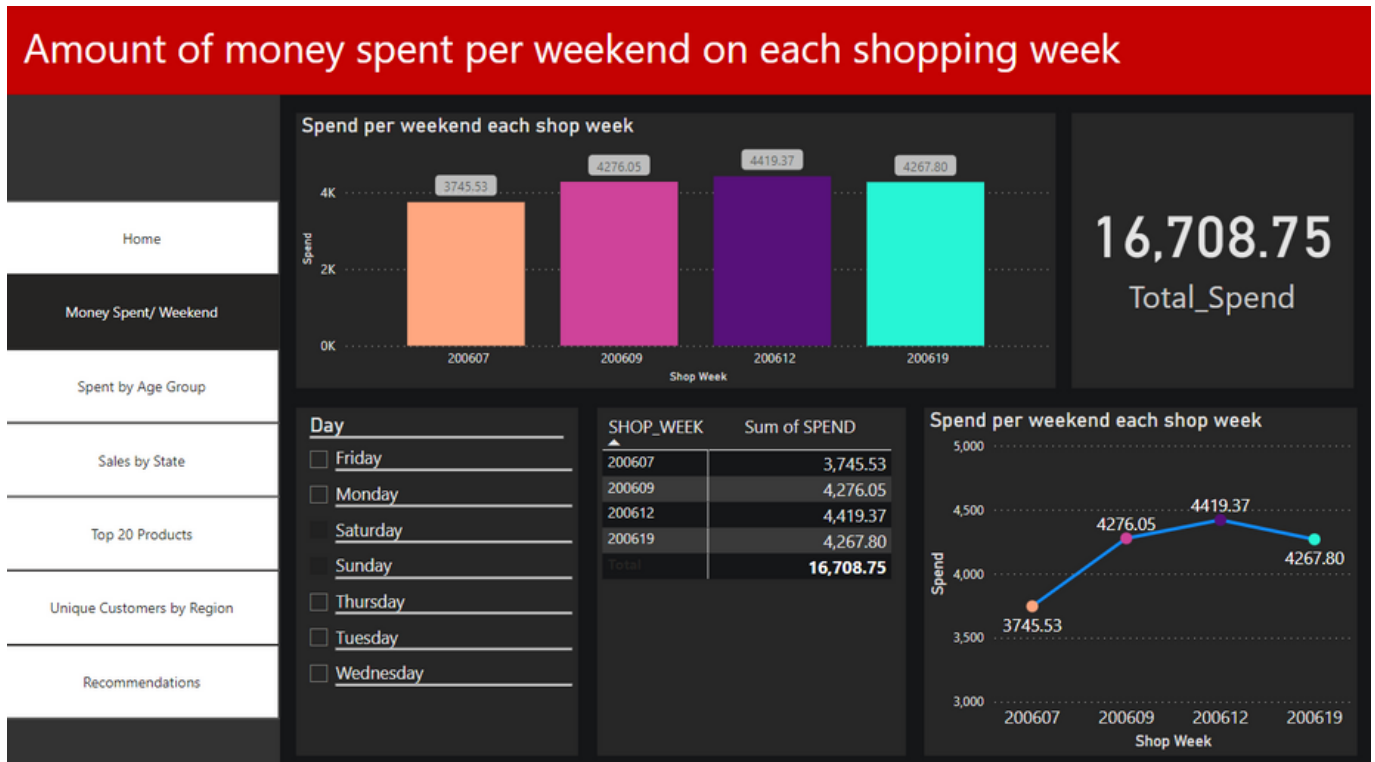 Amount of money spent per weekend on each shopping week
Home
Money Spent/ Weekend
Spent by Age Group
Sales by State
Top 20 Products
Unique Customers by Region
Recommendations
Spend per weekend each shop week
3745.53
4276.05
4419.37
4267.80
4K
2K
0K
Spend
200607 200609 200612 200619
Shop Week
16,708.75
Total_Spend
Day
Friday
Monday
Saturday
Sunday
Thursday
Tuesday
Wednesday
SHOP_WEEK Sum of SPEND
200607 3,745.53
200609 4,276.05
200612 4,419.37
200619 4,267.80
Total 16,708.75
Spend per weekend each shop week
5,000
4,500
4,000
3,500
3,000
Spend
3745.53
4276.05
4419.37
4267.80
200607 200609 200612 200619
Shop Week